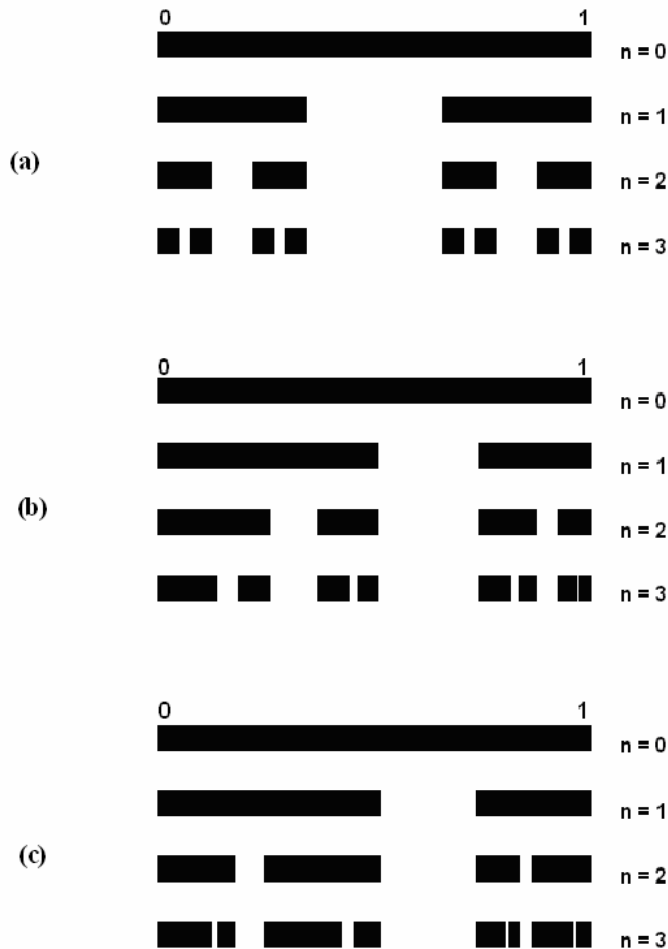 0 1
n = 0
n = 1
(a)
n = 2
n = 3
0 1
n = 0
n = 1
(b)
n = 2
n = 3
0 1
n = 0
n = 1
(c)
n = 2
n = 3